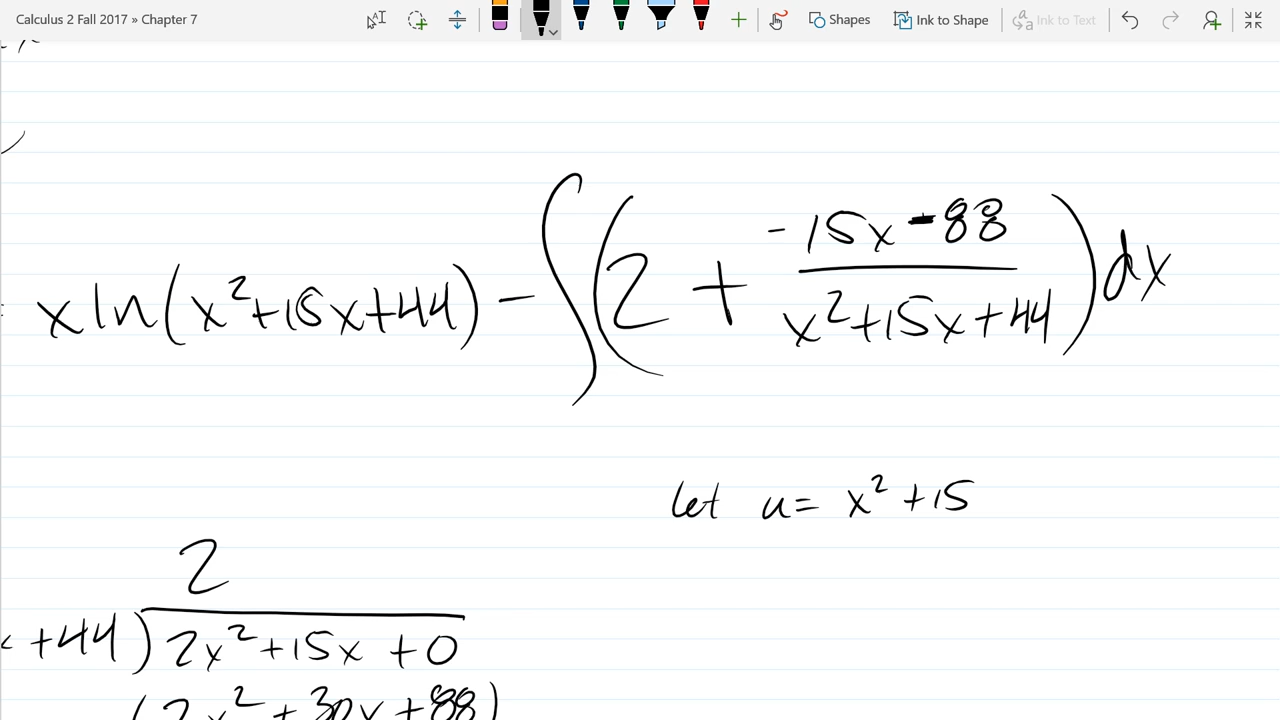 Calculus 2 Fall 2017 » Chapter 7
Shapes
Ink to Shape
Ink to Text
x ln(x²+15x+44) - ∫(2 + (-15x-88)/(x²+15x+44))dx
let u= x²+15
2
+44)2x²+15x+0
(2x²+30x+88)